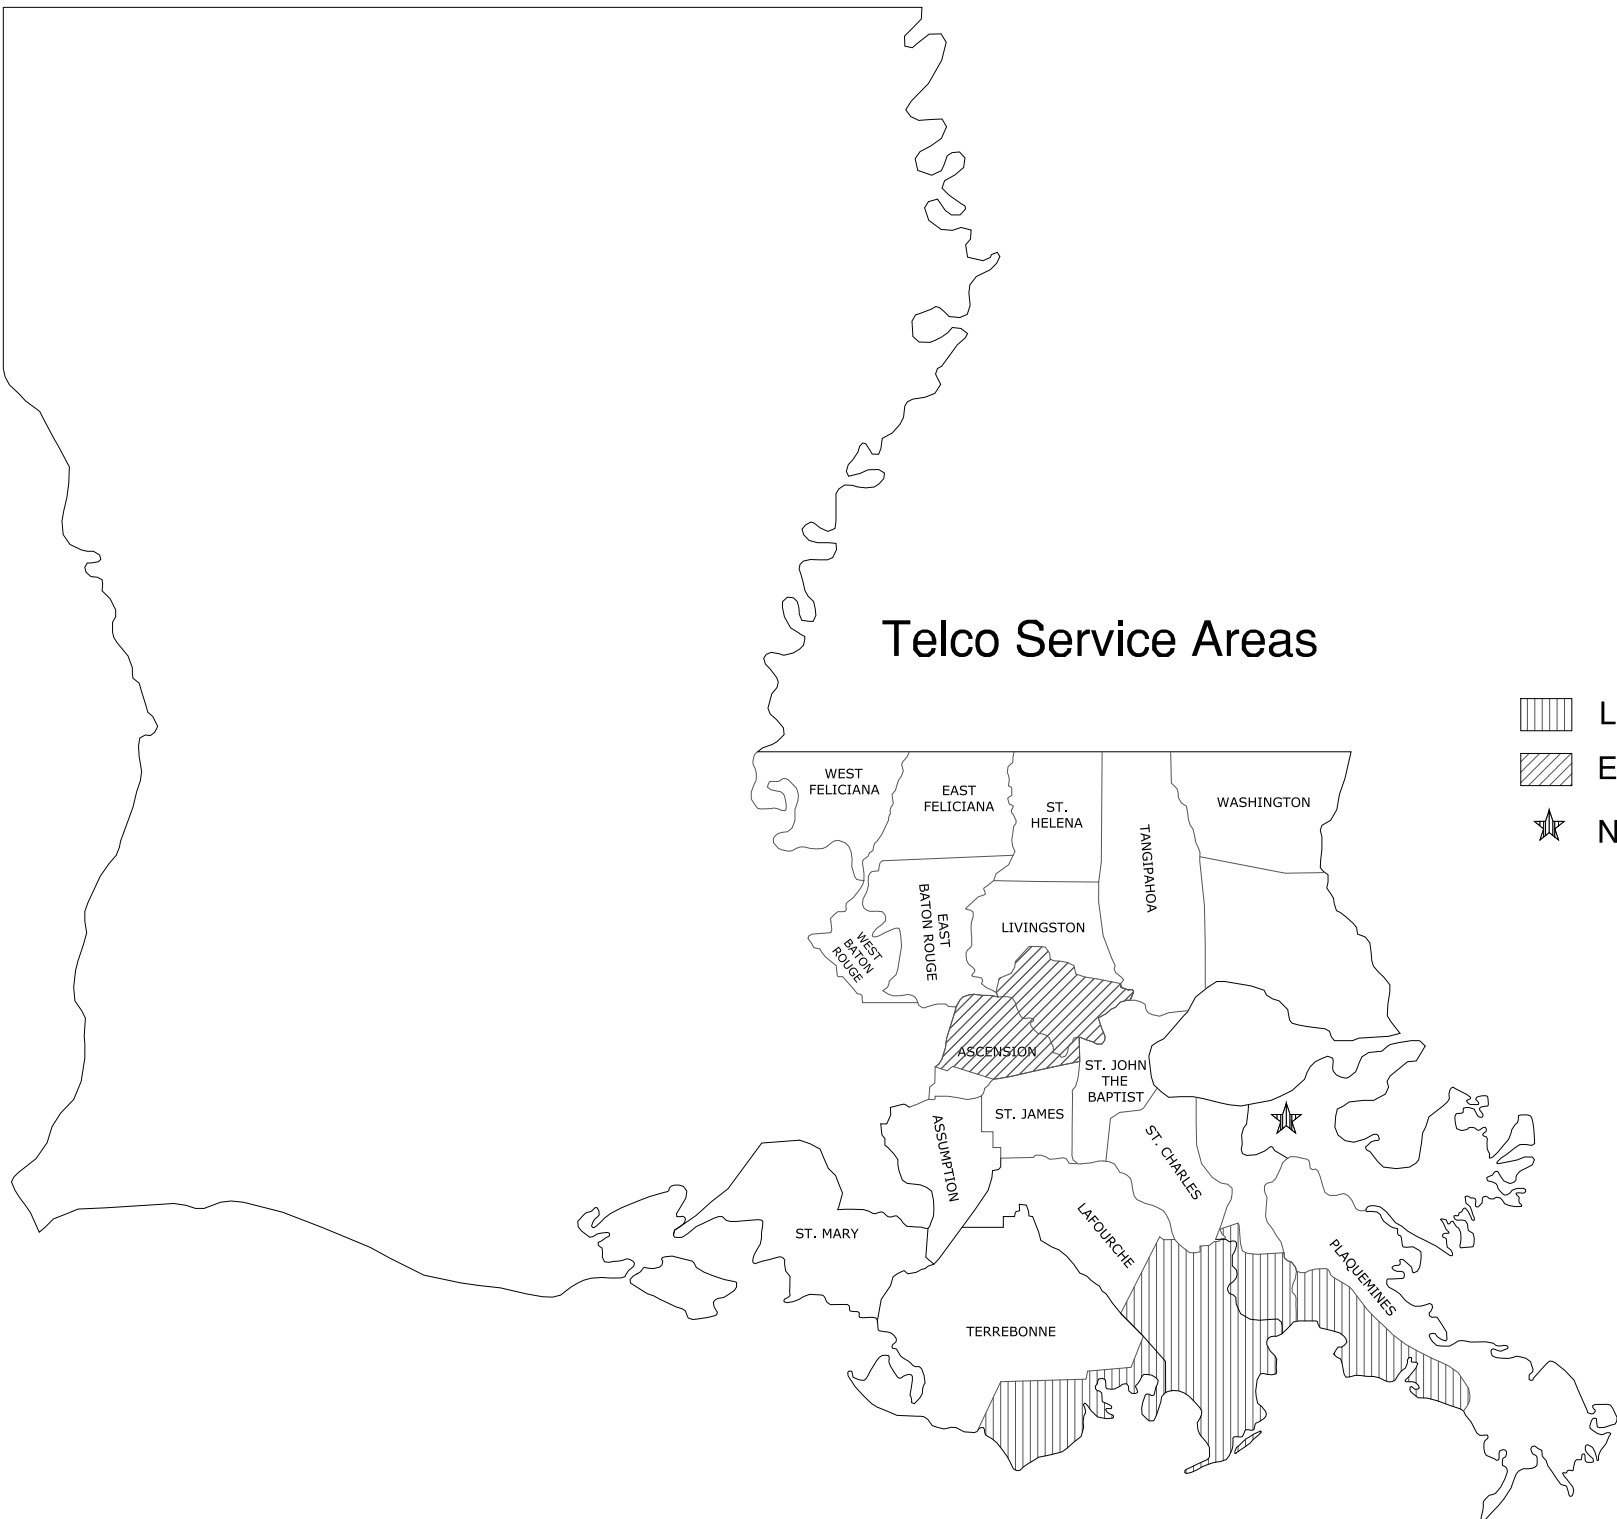 Telco Service Areas
L
E
N
WEST
FELICIANA
EAST
FELICIANA
ST.
HELENA
TANGIPAHOA
WASHINGTON
WEST
BATON
ROUGE
EAST
BATON ROUGE
LIVINGSTON
ASCENSION
ST. JOHN
THE
BAPTIST
ST. JAMES
ASSUMPTION
ST. CHARLES
ST. MARY
LAFOURCHE
PLAQUEMINES
TERREBONNE